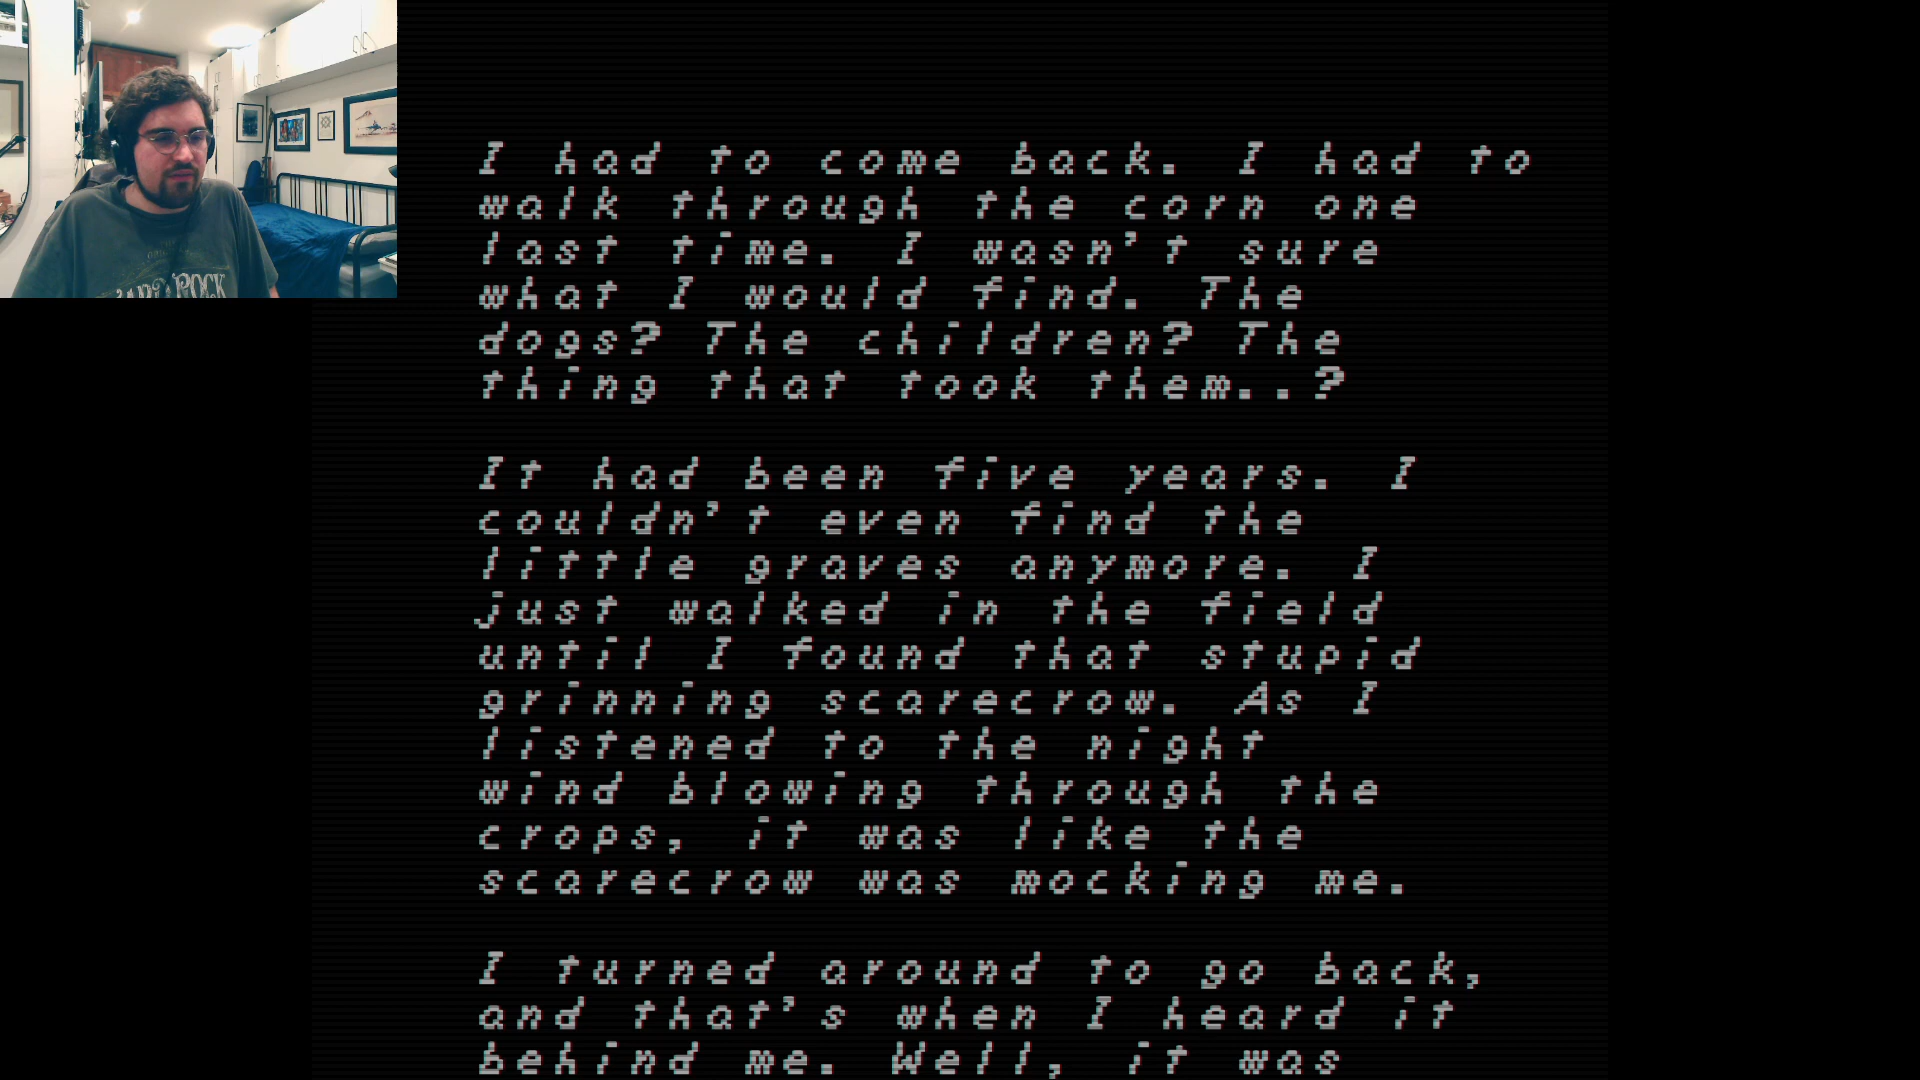 I had to come back. I had to
walk through the corn one
last time. I wasn't sure
what I would find. The
dogs? The children? The
thing that took them..?
It had been five years. I
couldn't even find the
little graves anymore. I
just walked in the field
until I found that stupid
grinning scarecrow. As I
listened to the night
wind blowing through the
crops, it was like the
scarecrow was mocking me.
I turned around to go back,
and that's when I heard it
behind me. Well, it was
HARD ROCK